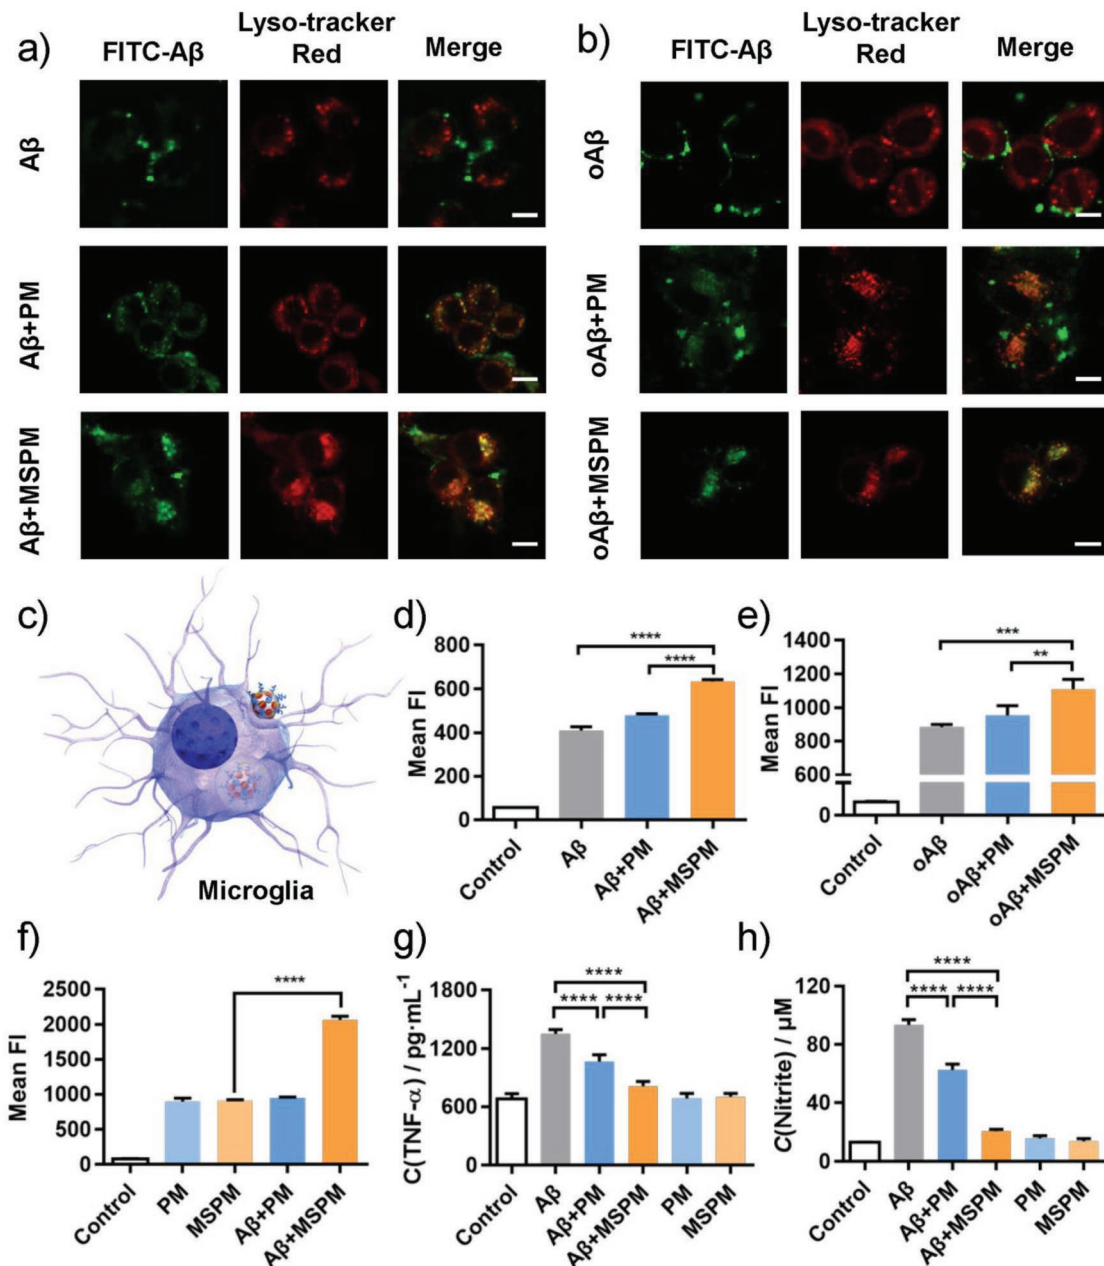 a)
FITC-Aβ
Lyso-tracker
Red
Merge
Aβ
Aβ+PM
Aβ+MSPM
b)
FITC-Aβ
Lyso-tracker
Red
Merge
oAβ
oAβ+PM
oAβ+MSPM
c)
Microglia
d)
Mean FI
800
600
400
200
0
****
****
Control
Aβ
Aβ+PM
Aβ+MSPM
e)
Mean FI
1400
1200
1000
800
600
0
***
**
Control
oAβ
oAβ+PM
oAβ+MSPM
f)
Mean FI
2500
2000
1500
1000
500
0
****
Control
PM
MSPM
Aβ+PM
Aβ+MSPM
g)
C(TNF-α) / pg·mL⁻¹
1800
1200
600
0
****
**** ****
Control
Aβ
Aβ+PM
Aβ+MSPM
PM
MSPM
h)
C(Nitrite) / μM
120
80
40
0
****
**** ****
Control
Aβ
Aβ+PM
Aβ+MSPM
PM
MSPM